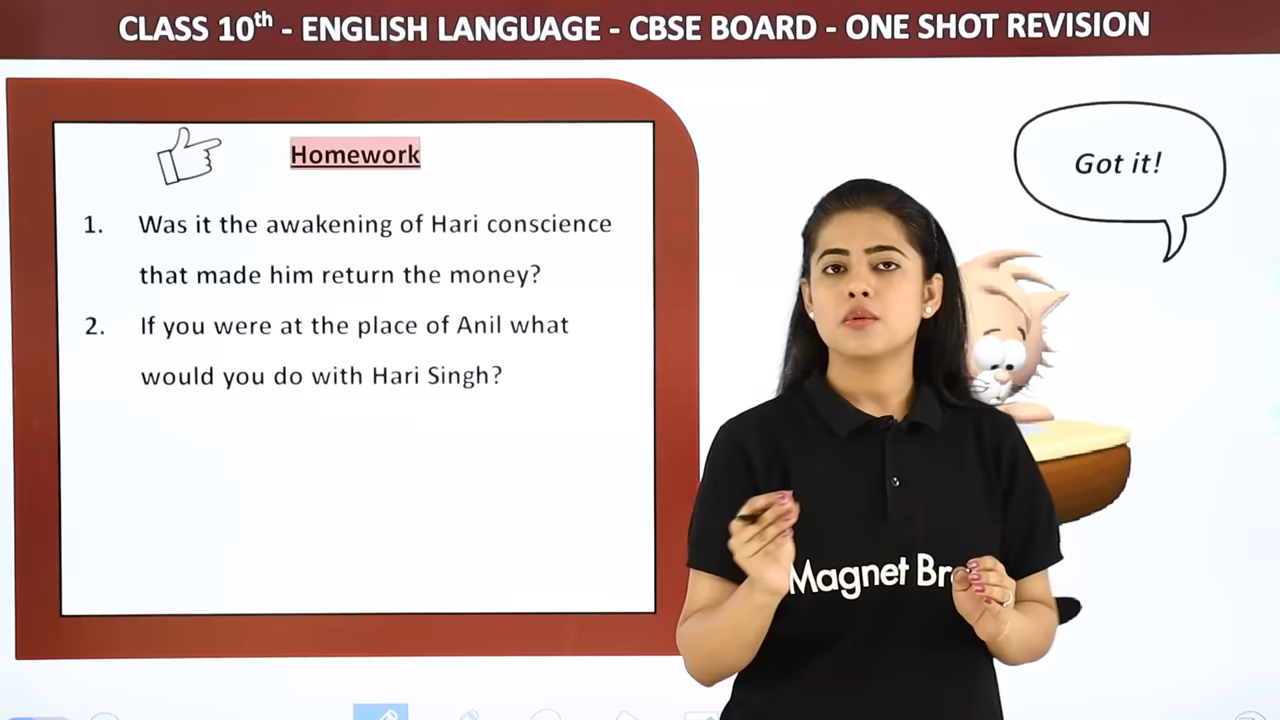 CLASS 10th - ENGLISH LANGUAGE - CBSE BOARD - ONE SHOT REVISION
Homework
1. Was it the awakening of Hari conscience
that made him return the money?
2. If you were at the place of Anil what
would you do with Hari Singh?
Got it!
Magnet Br